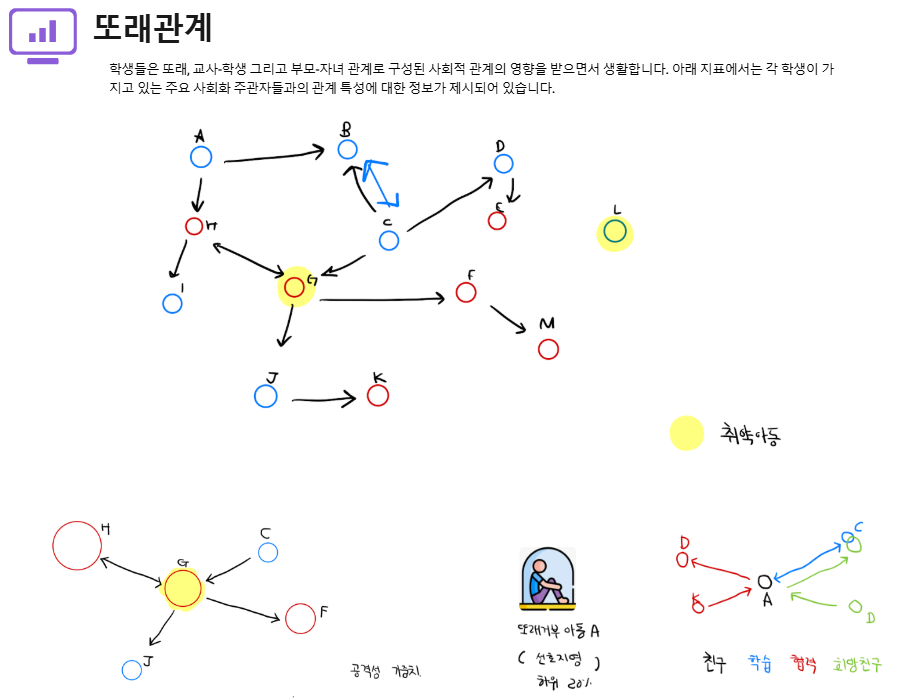 또래관계
학생들은 또래, 교사-학생 그리고 부모-자녀 관계로 구성된 사회적 관계의 영향을 받으면서 생활합니다. 아래 지표에서는 각 학생이 가
지고 있는 주요 사회화 주관자들과의 관계 특성에 대한 정보가 제시되어 있습니다.
A
B
D
C
E
L
H
G
I
F
M
J
K
취약아동
H
C
G
F
J
공격성 가중치
또래거부 아동 A
( 선호지명 )
하위 20%
D
C
K
A
D
친구 학습 협력 희망친구